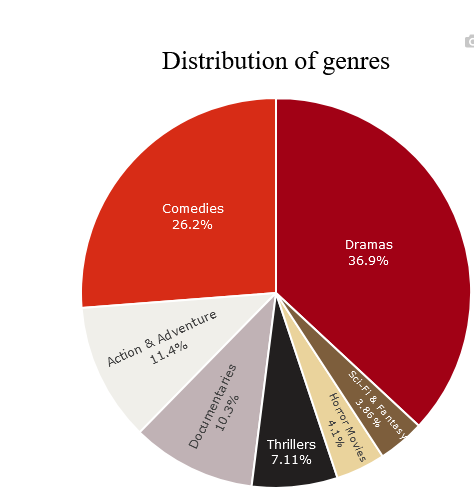 Distribution of genres
Comedies
26.2%
Dramas
36.9%
Action & Adventure
11.4%
Documentaries
10.3%
Thrillers
7.11%
Horror Movies
4.1%
Sci-Fi & Fantasy
3.86%